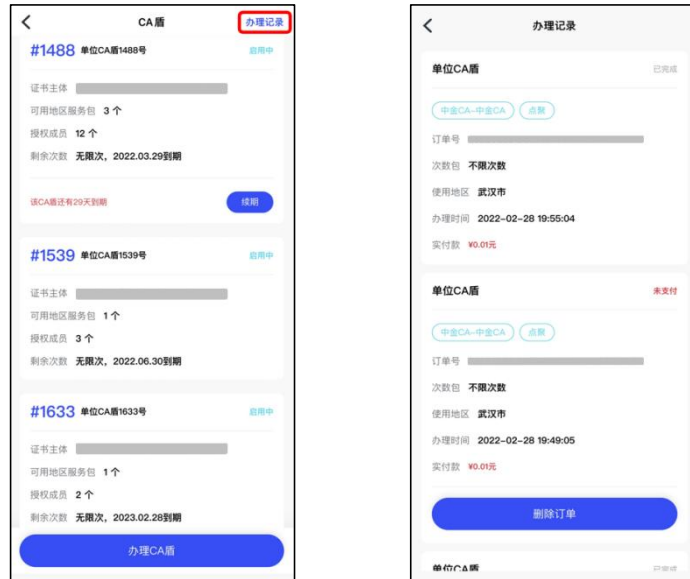 CA盾
办理记录
#1488 单位CA盾1488号
启用中
证书主体
可用地区服务包 3 个
授权成员 12 个
剩余次数 无限次，2022.03.29到期
该CA盾还有29天到期
续期
#1539 单位CA盾1539号
启用中
证书主体
可用地区服务包 1 个
授权成员 3 个
剩余次数 无限次，2022.06.30到期
#1633 单位CA盾1633号
启用中
证书主体
可用地区服务包 1 个
授权成员 2 个
剩余次数 无限次，2023.02.28到期
办理CA盾
办理记录
单位CA盾
已完成
中金CA-中金CA
点聚
订单号
次数包 不限次数
使用地区 武汉市
办理时间 2022-02-28 19:55:04
实付款 ¥0.01元
单位CA盾
未支付
中金CA-中金CA
点聚
订单号
次数包 不限次数
使用地区 武汉市
办理时间 2022-02-28 19:49:05
实付款 ¥0.01元
删除订单
单位CA盾
已完成